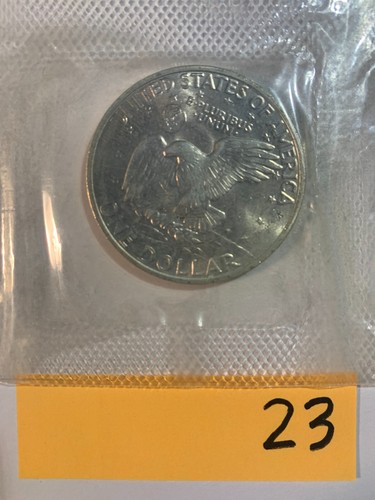 UNITED STATES OF AMERICA
E PLURIBUS
UNUM
ONE DOLLAR
23